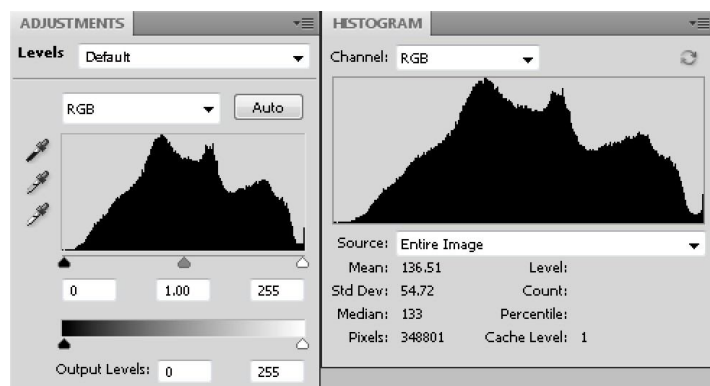 ADJUSTMENTS
Levels Default
RGB Auto
0 1.00 255
Output Levels: 0 255
HISTOGRAM
Channel: RGB
Source: Entire Image
Mean: 136.51 Level:
Std Dev: 54.72 Count:
Median: 133 Percentile:
Pixels: 348801 Cache Level: 1